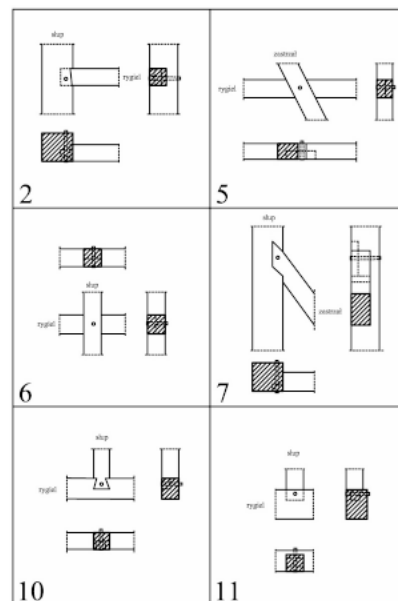 słup
rygiel
2
zastrzał
rygiel
5
słup
rygiel
6
słup
zastrzał
7
słup
rygiel
10
słup
rygiel
11